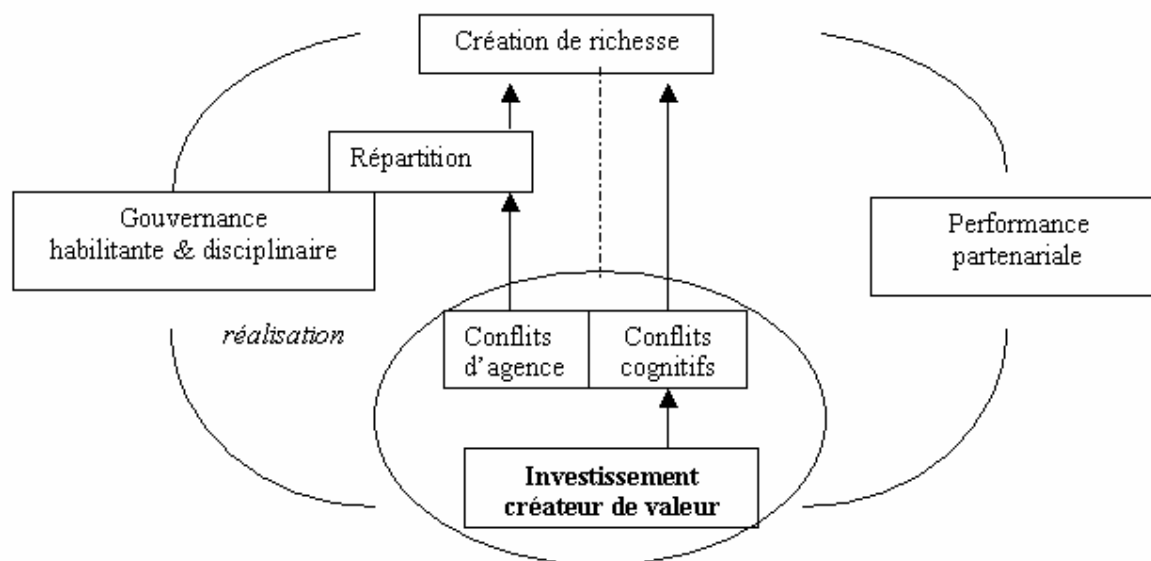 Création de richesse
Répartition
Gouvernance
habilitante & disciplinaire
Performance
partenariale
réalisation
Conflits
d'agence
Conflits
cognitifs
Investissement
créateur de valeur